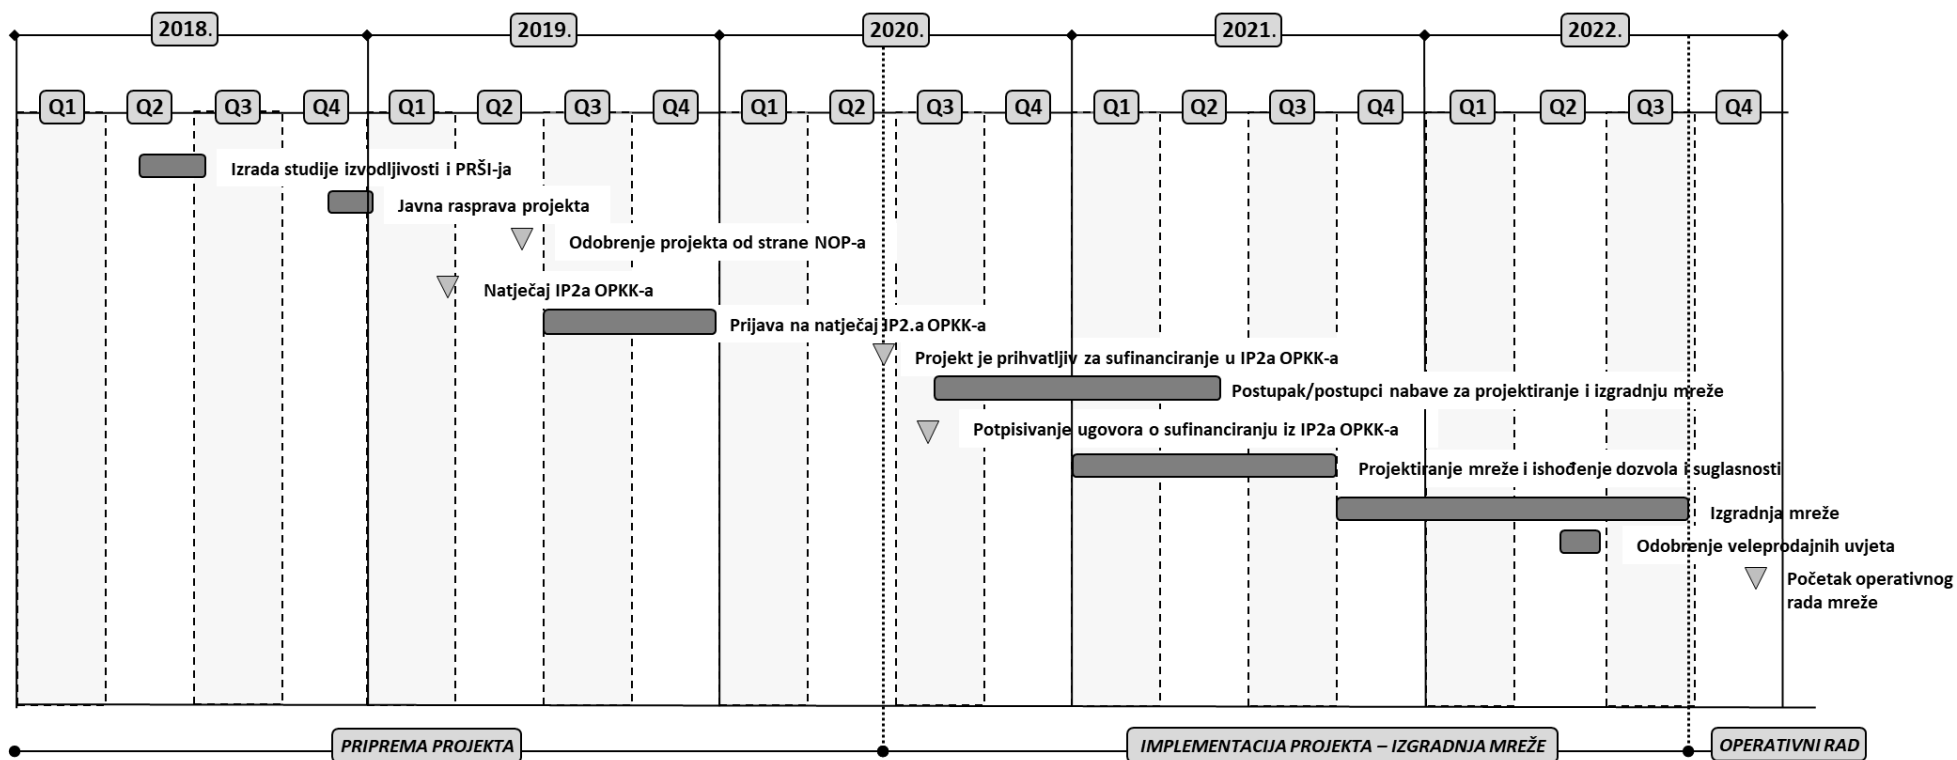 2018.
2019.
2020.
2021.
2022.
Q1
Q2
Q3
Q4
Q1
Q2
Q3
Q4
Q1
Q2
Q3
Q4
Q1
Q2
Q3
Q4
Q1
Q2
Q3
Q4
Izrada studije izvodljivosti i PRŠI-ja
Javna rasprava projekta
Odobrenje projekta od strane NOP-a
Natječaj IP2a OPKK-a
Prijava na natječaj IP2.a OPKK-a
Projekt je prihvatljiv za sufinanciranje u IP2a OPKK-a
Postupak/postupci nabave za projektiranje i izgradnju mreže
Potpisivanje ugovora o sufinanciranju iz IP2a OPKK-a
Projektiranje mreže i ishođenje dozvola i suglasnosti
Izgradnja mreže
Odobrenje veleprodajnih uvjeta
Početak operativnog
rada mreže
PRIPREMA PROJEKTA
IMPLEMENTACIJA PROJEKTA – IZGRADNJA MREŽE
OPERATIVNI RAD